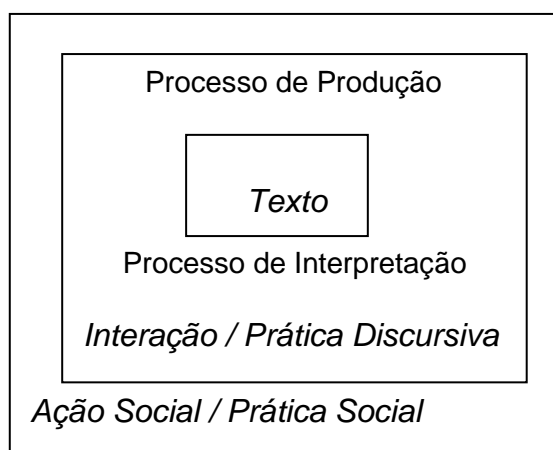 Processo de Produção
Texto
Processo de Interpretação
Interação / Prática Discursiva
Ação Social / Prática Social